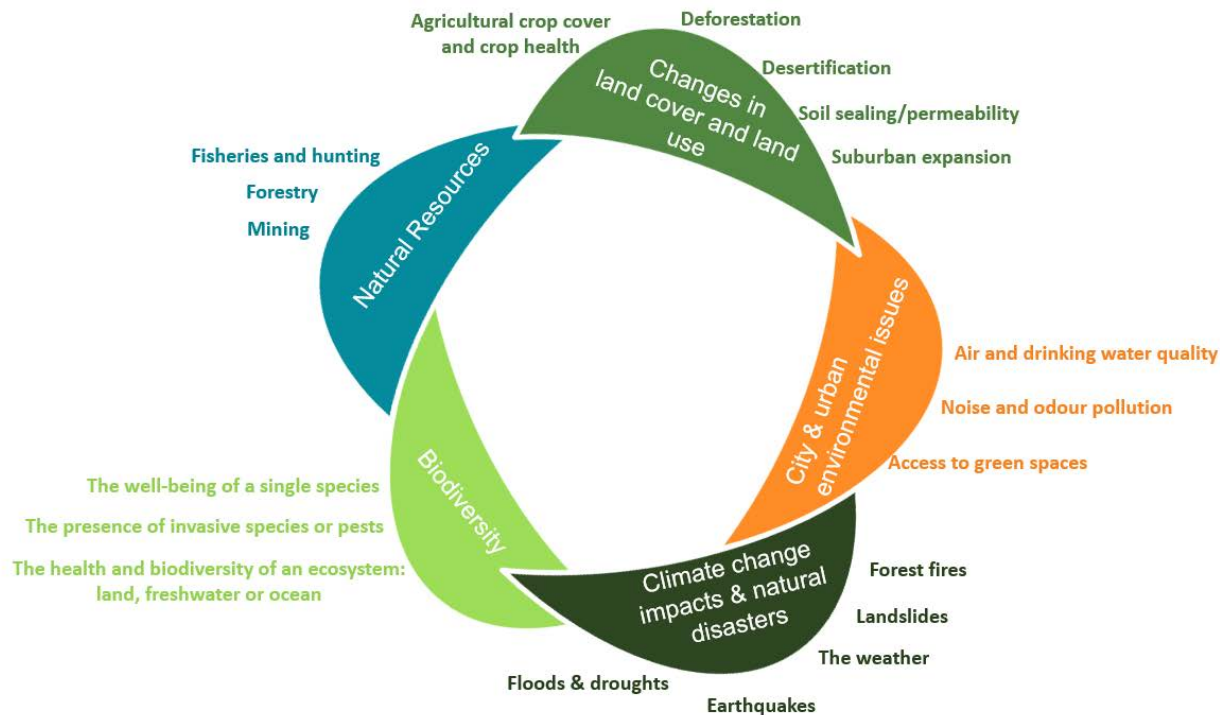 Agricultural crop cover
and crop health
Deforestation
Desertification
Soil sealing/permeability
Suburban expansion
Changes in
land cover and land
use
Fisheries and hunting
Forestry
Mining
Natural Resources
City & urban
environmental issues
Air and drinking water quality
Noise and odour pollution
Access to green spaces
The well-being of a single species
The presence of invasive species or pests
The health and biodiversity of an ecosystem:
land, freshwater or ocean
Biodiversity
Climate change
impacts & natural
disasters
Forest fires
Landslides
The weather
Floods & droughts
Earthquakes